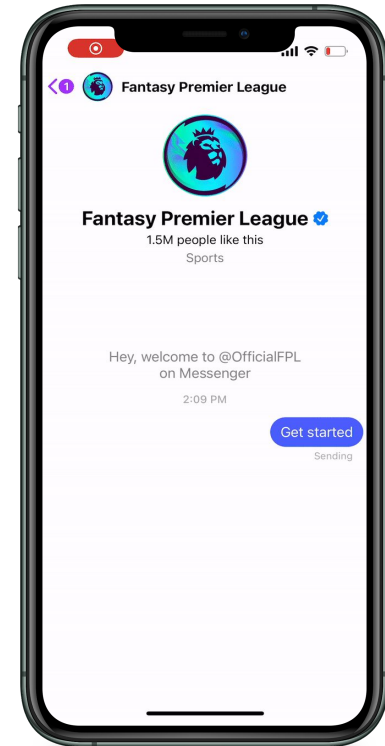 1
Fantasy Premier League
Fantasy Premier League
1.5M people like this
Sports
Hey, welcome to @OfficialFPL
on Messenger
2:09 PM
Get started
Sending